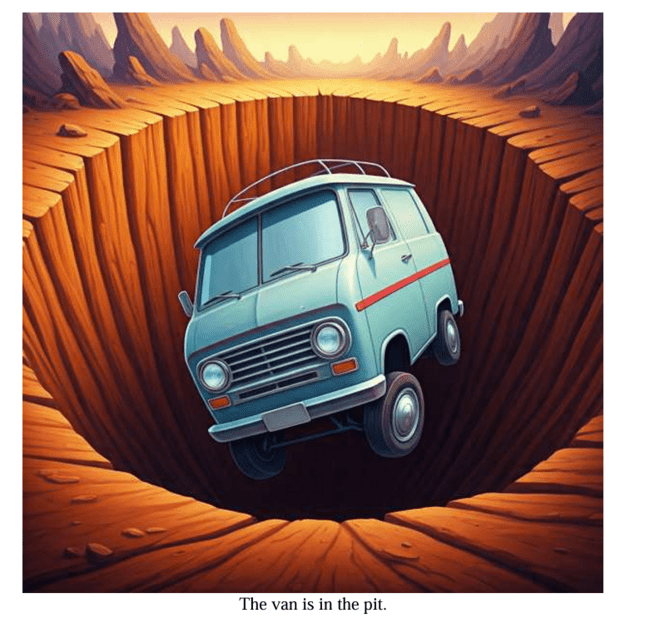 The van is in the pit.